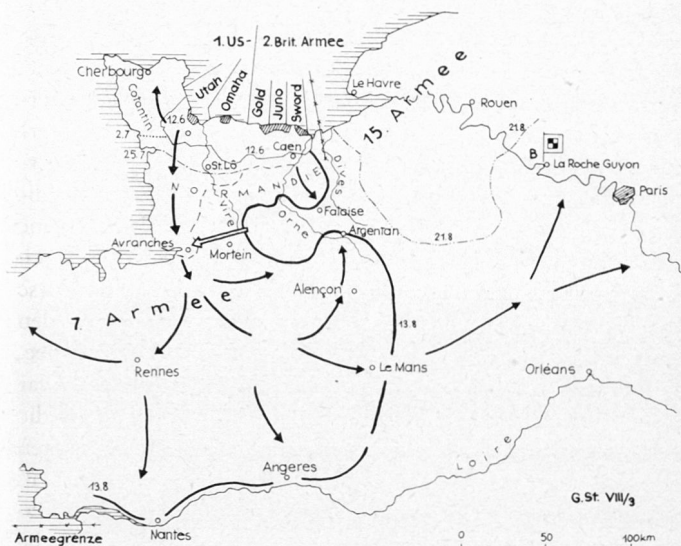 1. US- 2. Brit. Armee
Cherbourg
Utah
Omaha
Gold
Juno
Sword
Le Havre
15. Armee
Rouen
Cotantin
12.6
2.7
25.7
St.Lô
12.6
Caen
Dives
21.8
B
La Roche Guyon
Paris
NORMANDIE
Vire
Orne
Falaise
21.8
Avranches
Mortein
Argentan
7. Armee
Alençon
13.8
Rennes
Le Mans
Orléans
Angeres
Loire
13.8
G.St. VIII/3
Armeegrenze
Nantes
0 50 100km